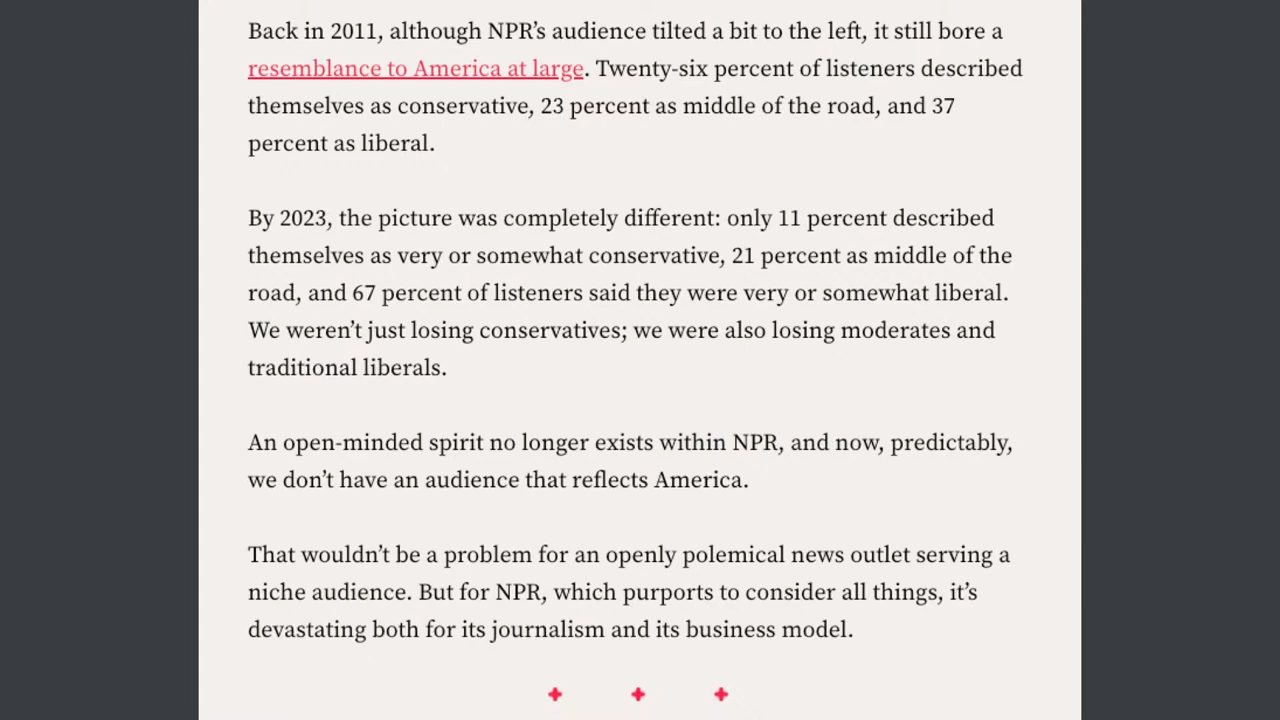 Back in 2011, although NPR’s audience tilted a bit to the left, it still bore a
resemblance to America at large. Twenty-six percent of listeners described
themselves as conservative, 23 percent as middle of the road, and 37
percent as liberal.
By 2023, the picture was completely different: only 11 percent described
themselves as very or somewhat conservative, 21 percent as middle of the
road, and 67 percent of listeners said they were very or somewhat liberal.
We weren’t just losing conservatives; we were also losing moderates and
traditional liberals.
An open-minded spirit no longer exists within NPR, and now, predictably,
we don’t have an audience that reflects America.
That wouldn’t be a problem for an openly polemical news outlet serving a
niche audience. But for NPR, which purports to consider all things, it’s
devastating both for its journalism and its business model.